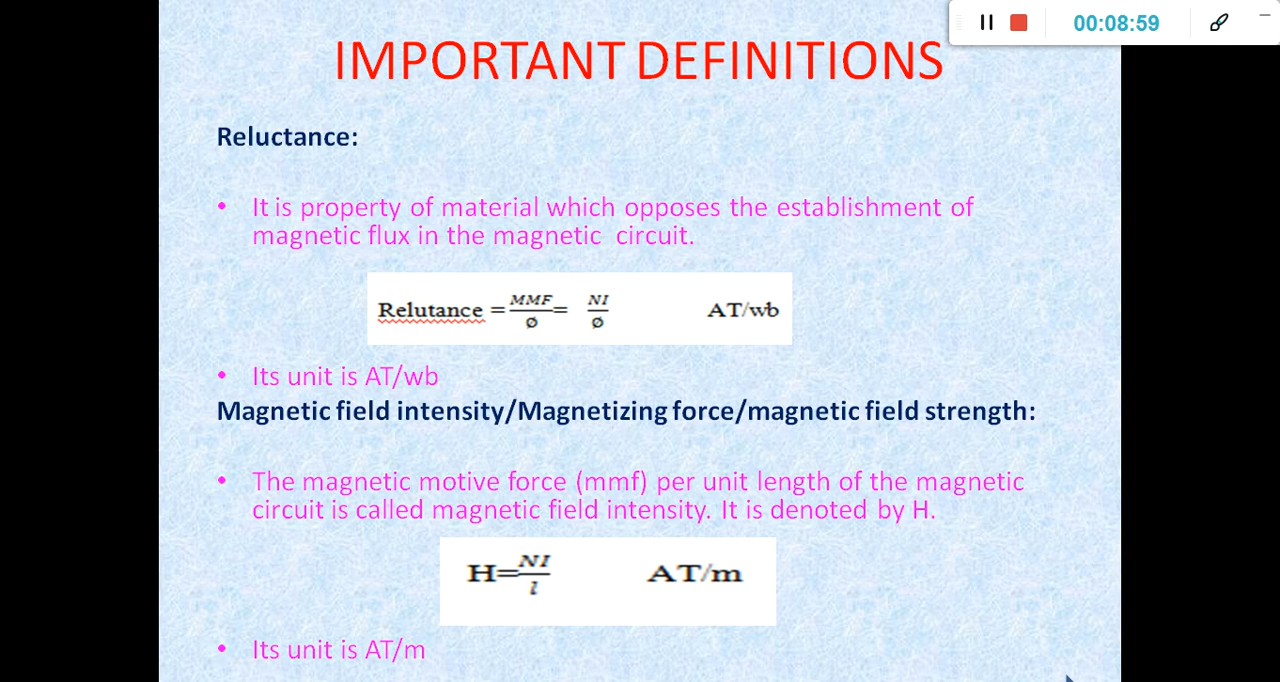 00:08:59
IMPORTANT DEFINITIONS
Reluctance:
• It is property of material which opposes the establishment of
magnetic flux in the magnetic circuit.
Relutance = MMF/Ø = NI/Ø AT/wb
• Its unit is AT/wb
Magnetic field intensity/Magnetizing force/magnetic field strength:
• The magnetic motive force (mmf) per unit length of the magnetic
circuit is called magnetic field intensity. It is denoted by H.
H=NI/l AT/m
• Its unit is AT/m